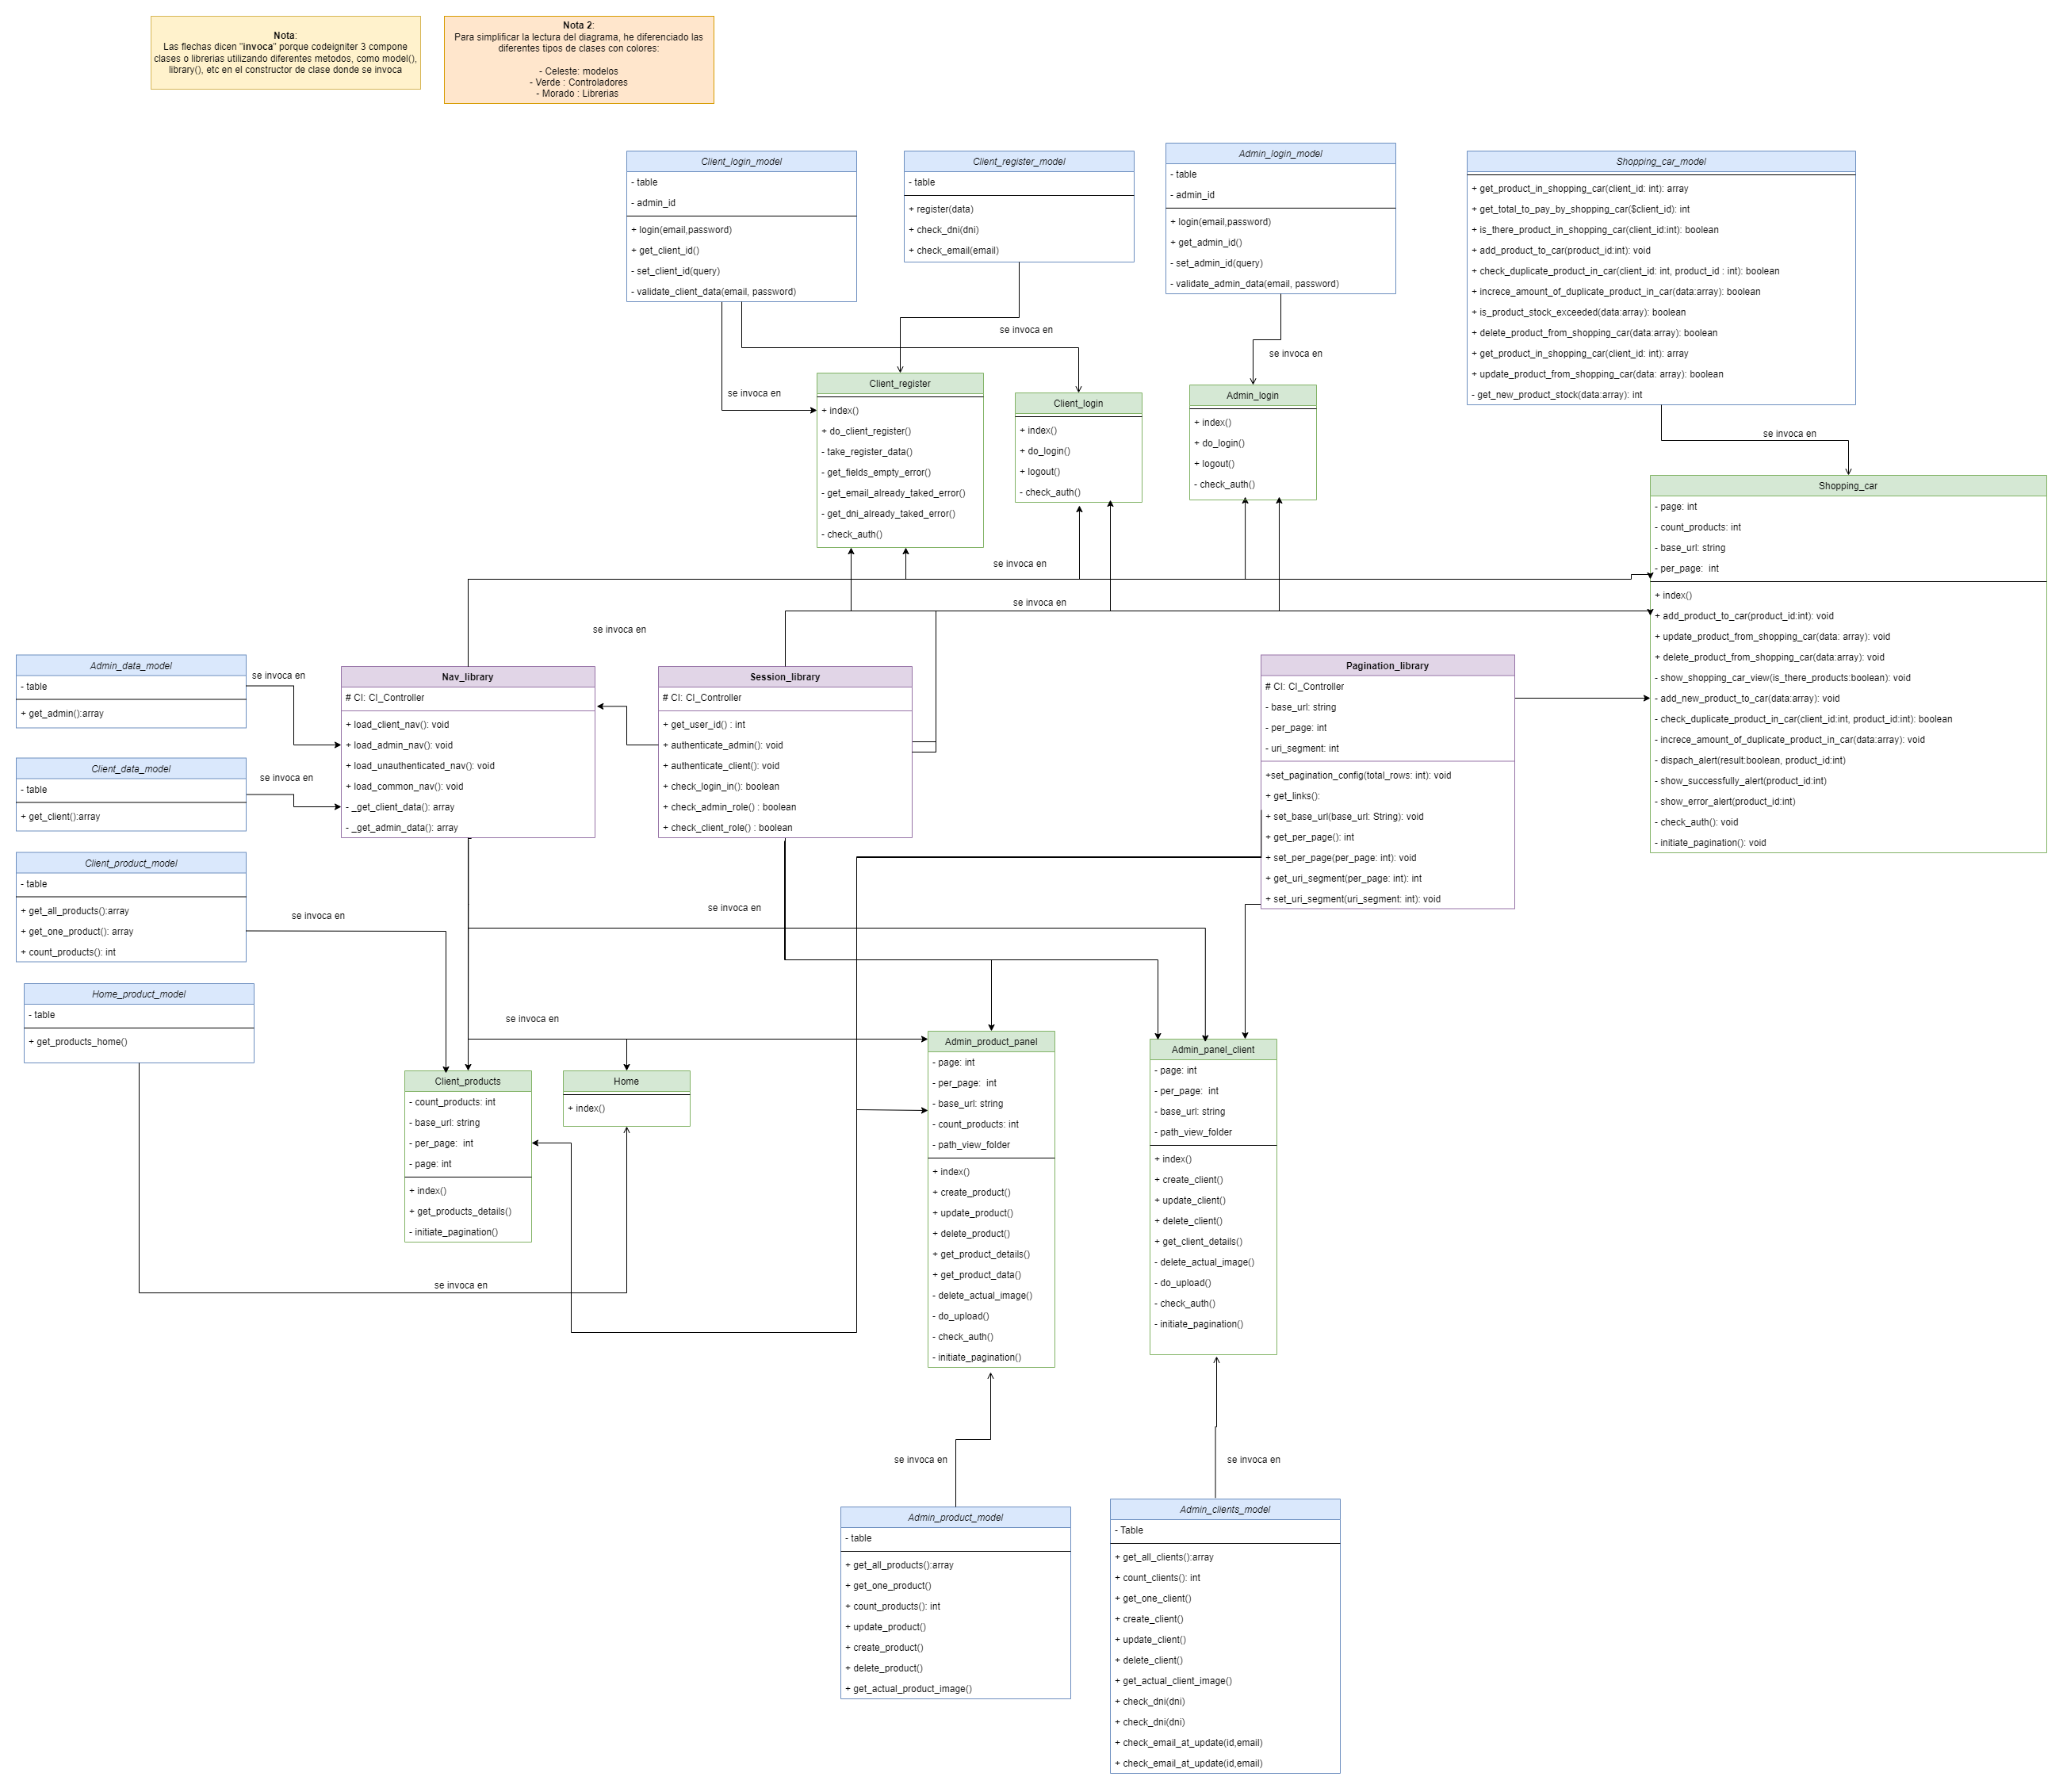 Nota:
Las flechas dicen "invoca" porque codeigniter 3 compone
clases o librerias utilizando diferentes metodos, como model(),
library(), etc en el constructor de clase donde se invoca
Nota 2:
Para simplificar la lectura del diagrama, he diferenciado las
diferentes tipos de clases con colores:
- Celeste: modelos
- Verde : Controladores
- Morado : Librerias
Client_login_model
- table
- admin_id
+ login(email,password)
+ get_client_id()
- set_client_id(query)
- validate_client_data(email, password)
Client_register_model
- table
+ register(data)
+ check_dni(dni)
+ check_email(email)
Admin_login_model
- table
- admin_id
+ login(email,password)
+ get_admin_id()
- set_admin_id(query)
- validate_admin_data(email, password)
Shopping_car_model
+ get_product_in_shopping_car(client_id: int): array
+ get_total_to_pay_by_shopping_car($client_id): int
+ is_there_product_in_shopping_car(client_id:int): boolean
+ add_product_to_car(product_id:int): void
+ check_duplicate_product_in_car(client_id: int, product_id : int): boolean
+ increce_amount_of_duplicate_product_in_car(data:array): boolean
+ is_product_stock_exceeded(data:array): boolean
+ delete_product_from_shopping_car(data:array): boolean
+ get_product_in_shopping_car(client_id: int): array
+ update_product_from_shopping_car(data: array): boolean
- get_new_product_stock(data:array): int
se invoca en
se invoca en
se invoca en
se invoca en
Client_register
+ index()
+ do_client_register()
- take_register_data()
- get_fields_empty_error()
- get_email_already_taked_error()
- get_dni_already_taked_error()
- check_auth()
Client_login
+ index()
+ do_login()
+ logout()
- check_auth()
Admin_login
+ index()
+ do_login()
+ logout()
- check_auth()
Shopping_car
- page: int
- count_products: int
- base_url: string
- per_page:  int
+ index()
+ add_product_to_car(product_id:int): void
+ update_product_from_shopping_car(data: array): void
+ delete_product_from_shopping_car(data:array): void
- show_shopping_car_view(is_there_products:boolean): void
- add_new_product_to_car(data:array): void
- check_duplicate_product_in_car(client_id:int, product_id:int): boolean
- increce_amount_of_duplicate_product_in_car(data:array): void
- dispach_alert(result:boolean, product_id:int)
- show_successfully_alert(product_id:int)
- show_error_alert(product_id:int)
- check_auth(): void
- initiate_pagination(): void
se invoca en
se invoca en
se invoca en
Admin_data_model
- table
+ get_admin():array
se invoca en
Client_data_model
- table
+ get_client():array
se invoca en
Nav_library
# CI: CI_Controller
+ load_client_nav(): void
+ load_admin_nav(): void
+ load_unauthenticated_nav(): void
+ load_common_nav(): void
- _get_client_data(): array
- _get_admin_data(): array
Session_library
# CI: CI_Controller
+ get_user_id() : int
+ authenticate_admin(): void
+ authenticate_client(): void
+ check_login_in(): boolean
+ check_admin_role() : boolean
+ check_client_role() : boolean
Pagination_library
# CI: CI_Controller
- base_url: string
- per_page: int
- uri_segment: int
+set_pagination_config(total_rows: int): void
+ get_links():
+ set_base_url(base_url: String): void
+ get_per_page(): int
+ set_per_page(per_page: int): void
+ get_uri_segment(per_page: int): int
+ set_uri_segment(uri_segment: int): void
Client_product_model
- table
+ get_all_products():array
+ get_one_product(): array
+ count_products(): int
se invoca en
se invoca en
Home_product_model
- table
+ get_products_home()
se invoca en
Client_products
- count_products: int
- base_url: string
- per_page:  int
- page: int
+ index()
+ get_products_details()
- initiate_pagination()
Home
+ index()
se invoca en
Admin_product_panel
- page: int
- per_page:  int
- base_url: string
- count_products: int
- path_view_folder
+ index()
+ create_product()
+ update_product()
+ delete_product()
+ get_product_details()
+ get_product_data()
- delete_actual_image()
- do_upload()
- check_auth()
- initiate_pagination()
Admin_panel_client
- page: int
- per_page:  int
- base_url: string
- path_view_folder
+ index()
+ create_client()
+ update_client()
+ delete_client()
+ get_client_details()
- delete_actual_image()
- do_upload()
- check_auth()
- initiate_pagination()
se invoca en
se invoca en
Admin_product_model
- table
+ get_all_products():array
+ get_one_product()
+ count_products(): int
+ update_product()
+ create_product()
+ delete_product()
+ get_actual_product_image()
Admin_clients_model
- Table
+ get_all_clients():array
+ count_clients(): int
+ get_one_client()
+ create_client()
+ update_client()
+ delete_client()
+ get_actual_client_image()
+ check_dni(dni)
+ check_dni(dni)
+ check_email_at_update(id,email)
+ check_email_at_update(id,email)